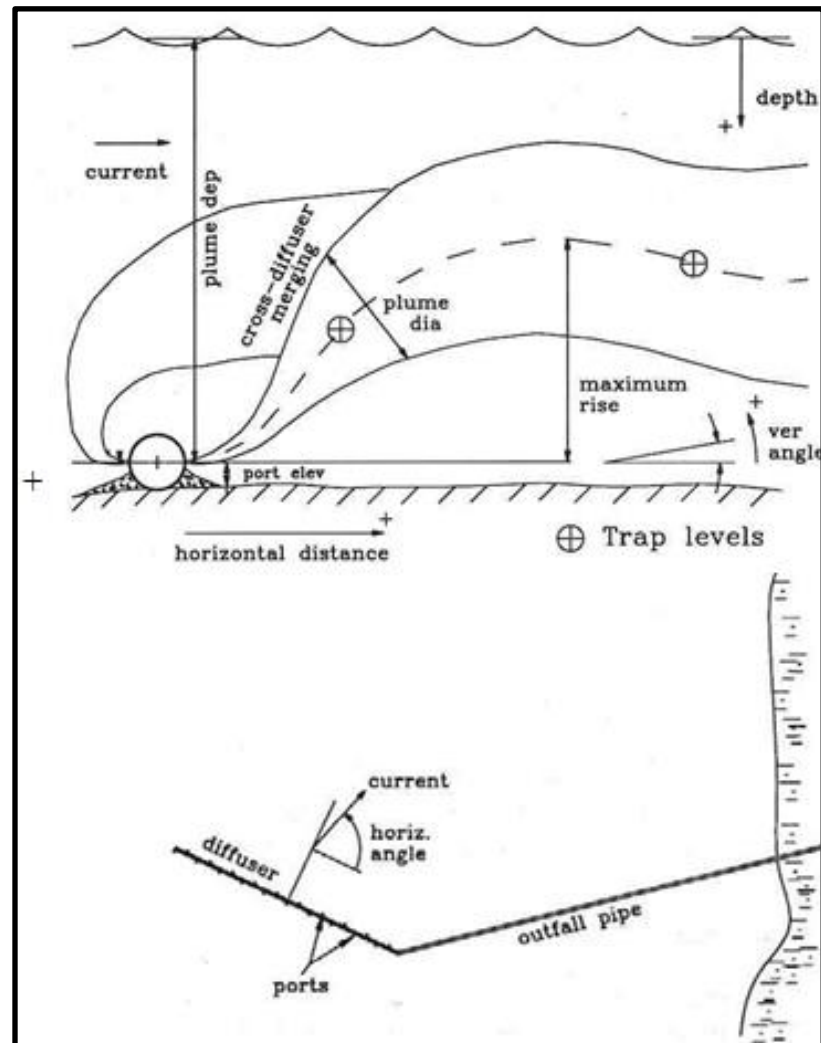 depth
+
current
plume dep
cross-diffuser
merging
plume
dia
maximum
rise
+
ver
angle
port elev
+
+
horizontal distance
Trap levels
current
horiz.
angle
diffuser
outfall pipe
ports